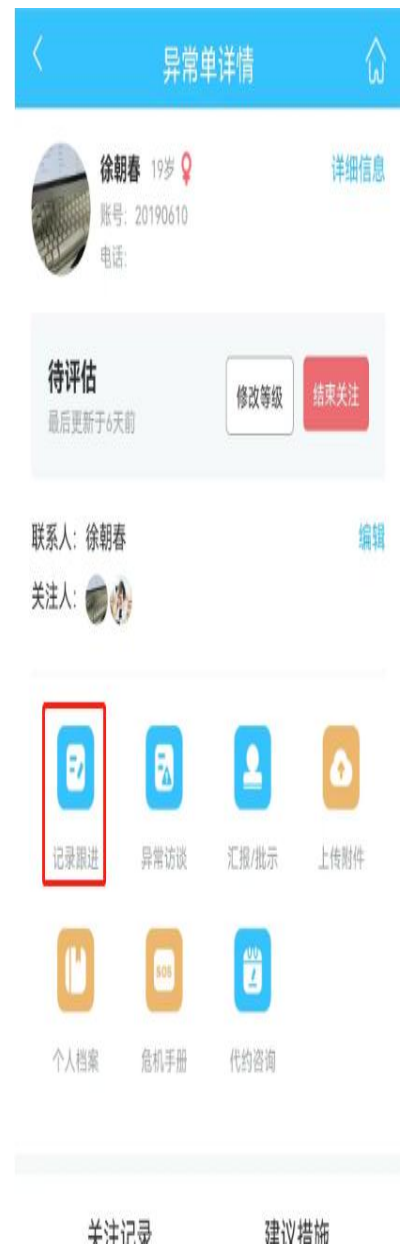 异常单详情
徐朝春 19岁
详细信息
账号: 20190610
电话:
待评估
最后更新于6天前
修改等级
结束关注
联系人: 徐朝春
编辑
关注人:
记录跟进 异常访谈 汇报/批示 上传附件
SOS
个人档案 危机手册 代约咨询
关注记录 建议措施